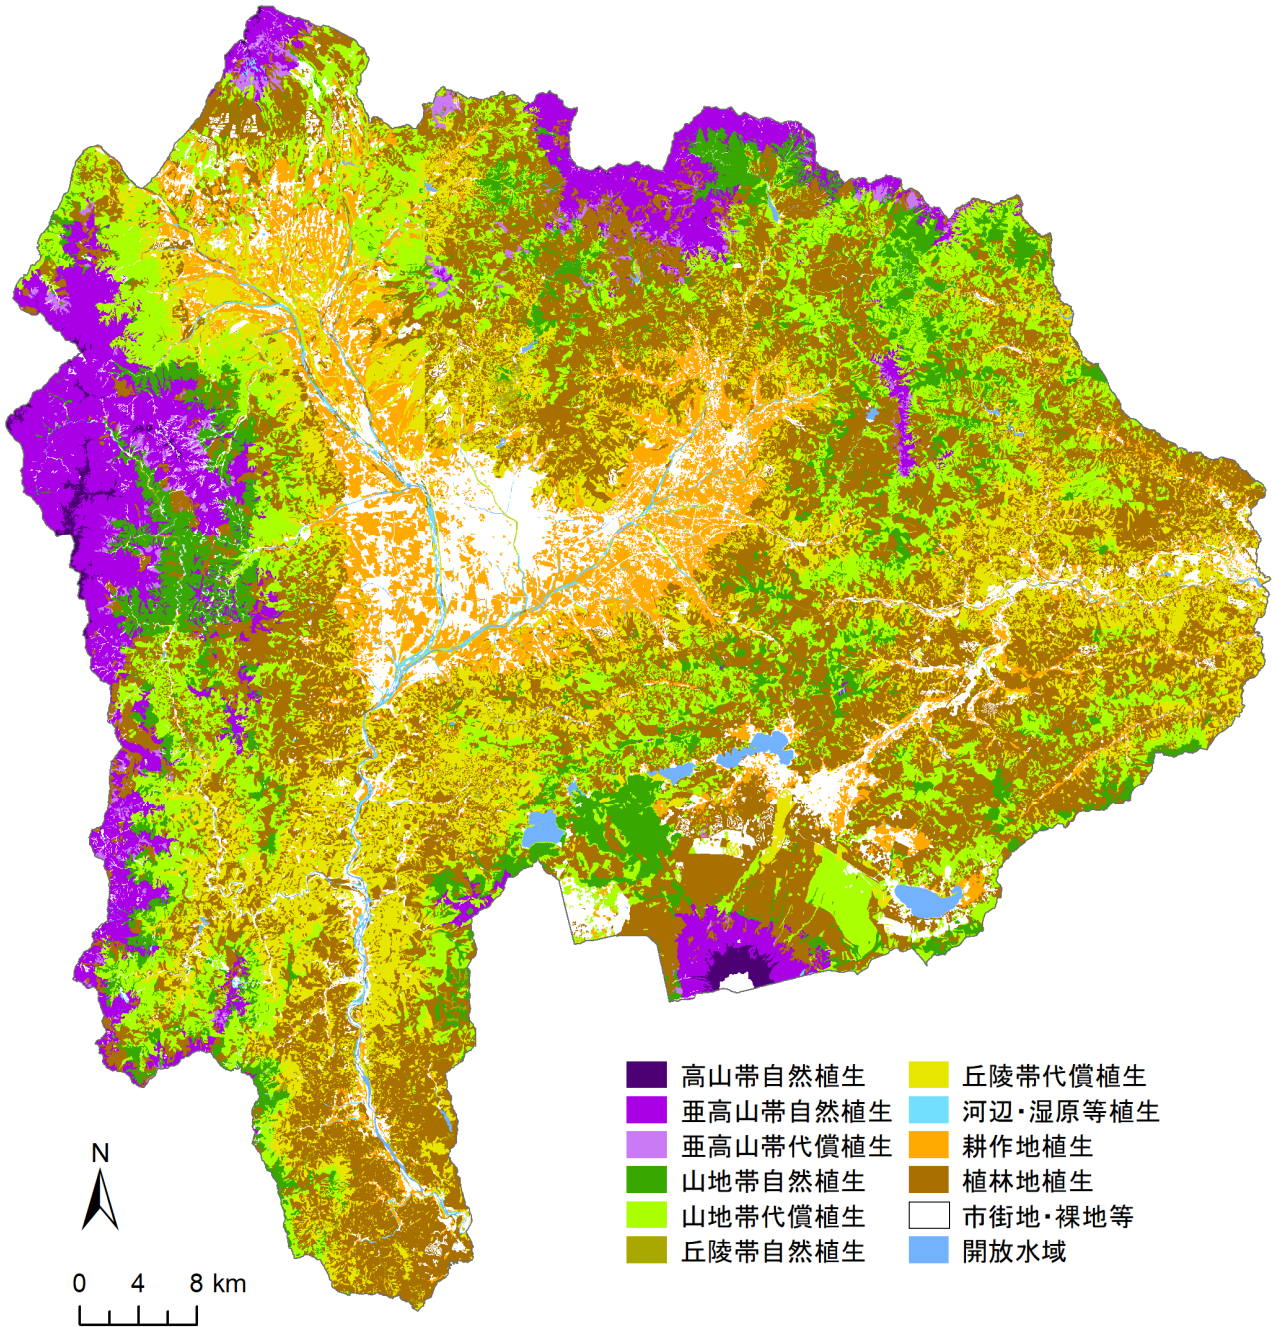 高山帯自然植生
亜高山帯自然植生
亜高山帯代償植生
山地帯自然植生
山地帯代償植生
丘陵帯自然植生
丘陵帯代償植生
河辺・湿原等植生
耕作地植生
植林地植生
市街地・裸地等
開放水域
N
0 4 8 km